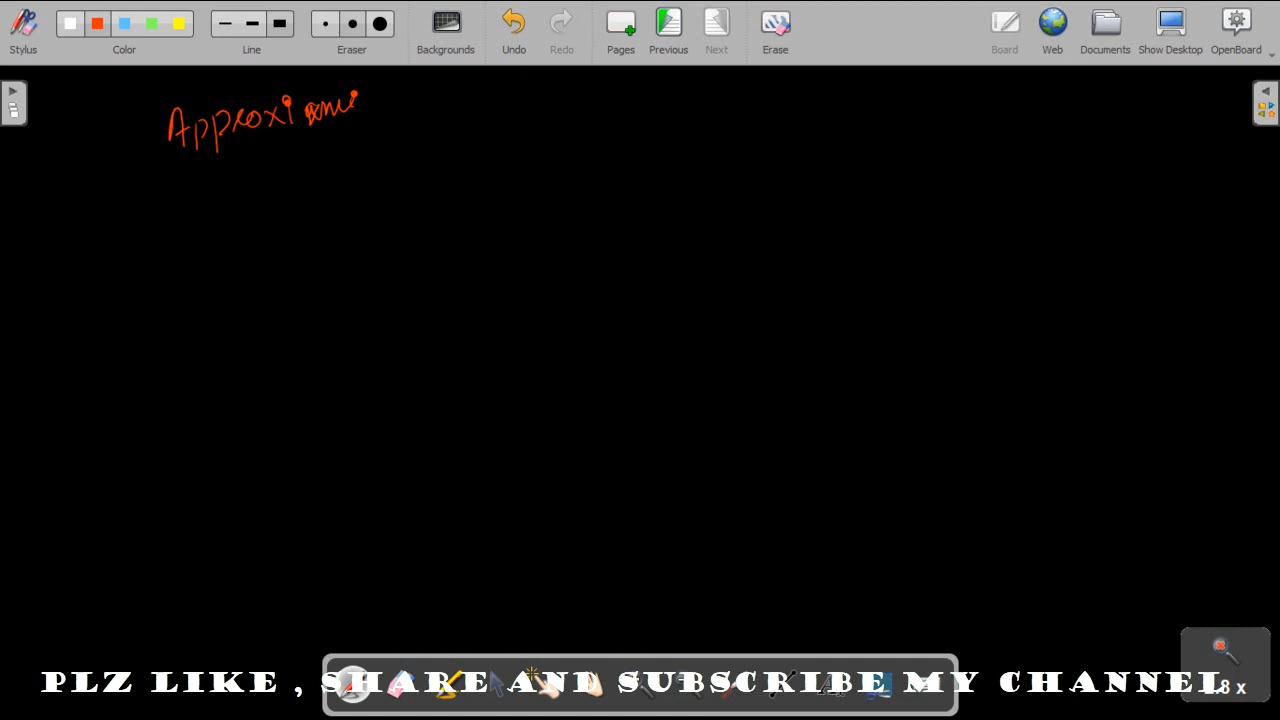 Stylus Color Line Eraser Backgrounds Undo Redo Pages Previous Next Erase Board Web Documents Show Desktop OpenBoard
PLZ LIKE , SHARE AND SUBSCRIBE MY CHANNEL
.8 x